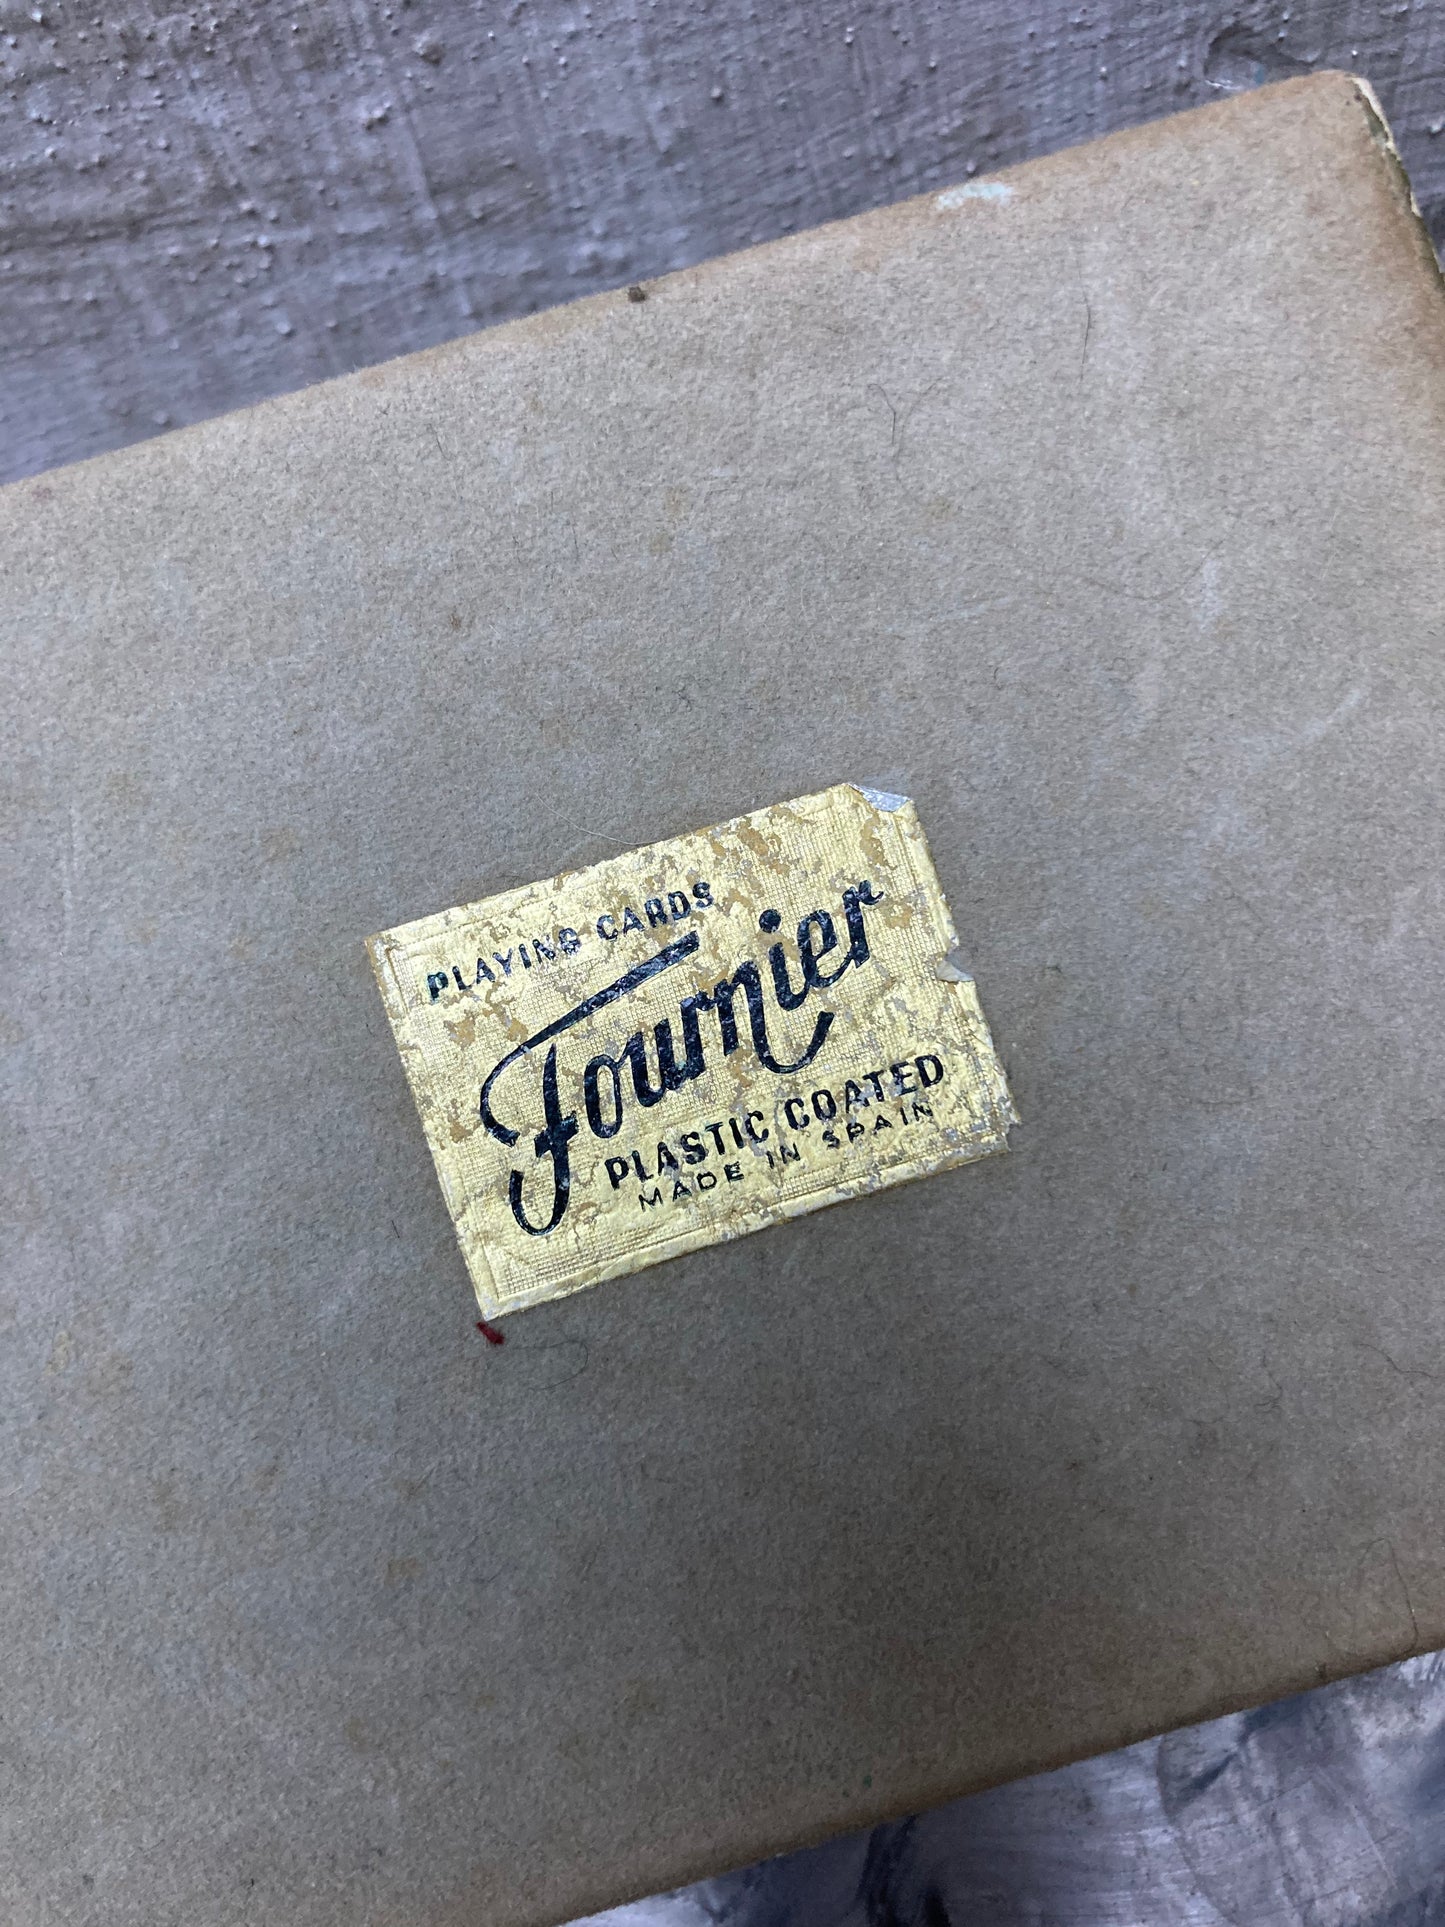 PLAYING CARDS
Fournier
PLASTIC COATED
MADE IN SPAIN